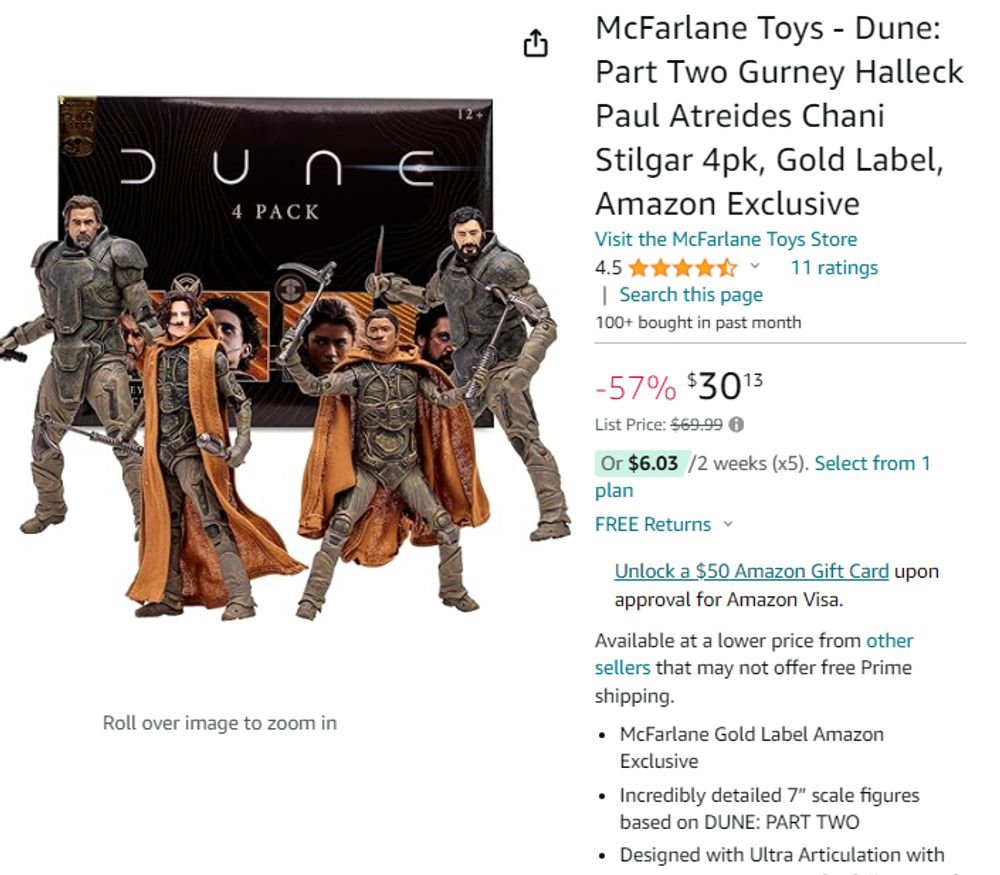 12+
DUNE
4 PACK
Roll over image to zoom in
McFarlane Toys - Dune:
Part Two Gurney Halleck
Paul Atreides Chani
Stilgar 4pk, Gold Label,
Amazon Exclusive
Visit the McFarlane Toys Store
4.5 11 ratings
| Search this page
100+ bought in past month
-57% $3013
List Price: $69.99
Or $6.03 /2 weeks (x5). Select from 1
plan
FREE Returns
Unlock a $50 Amazon Gift Card upon
approval for Amazon Visa.
Available at a lower price from other
sellers that may not offer free Prime
shipping.
• McFarlane Gold Label Amazon
Exclusive
• Incredibly detailed 7” scale figures
based on DUNE: PART TWO
• Designed with Ultra Articulation with